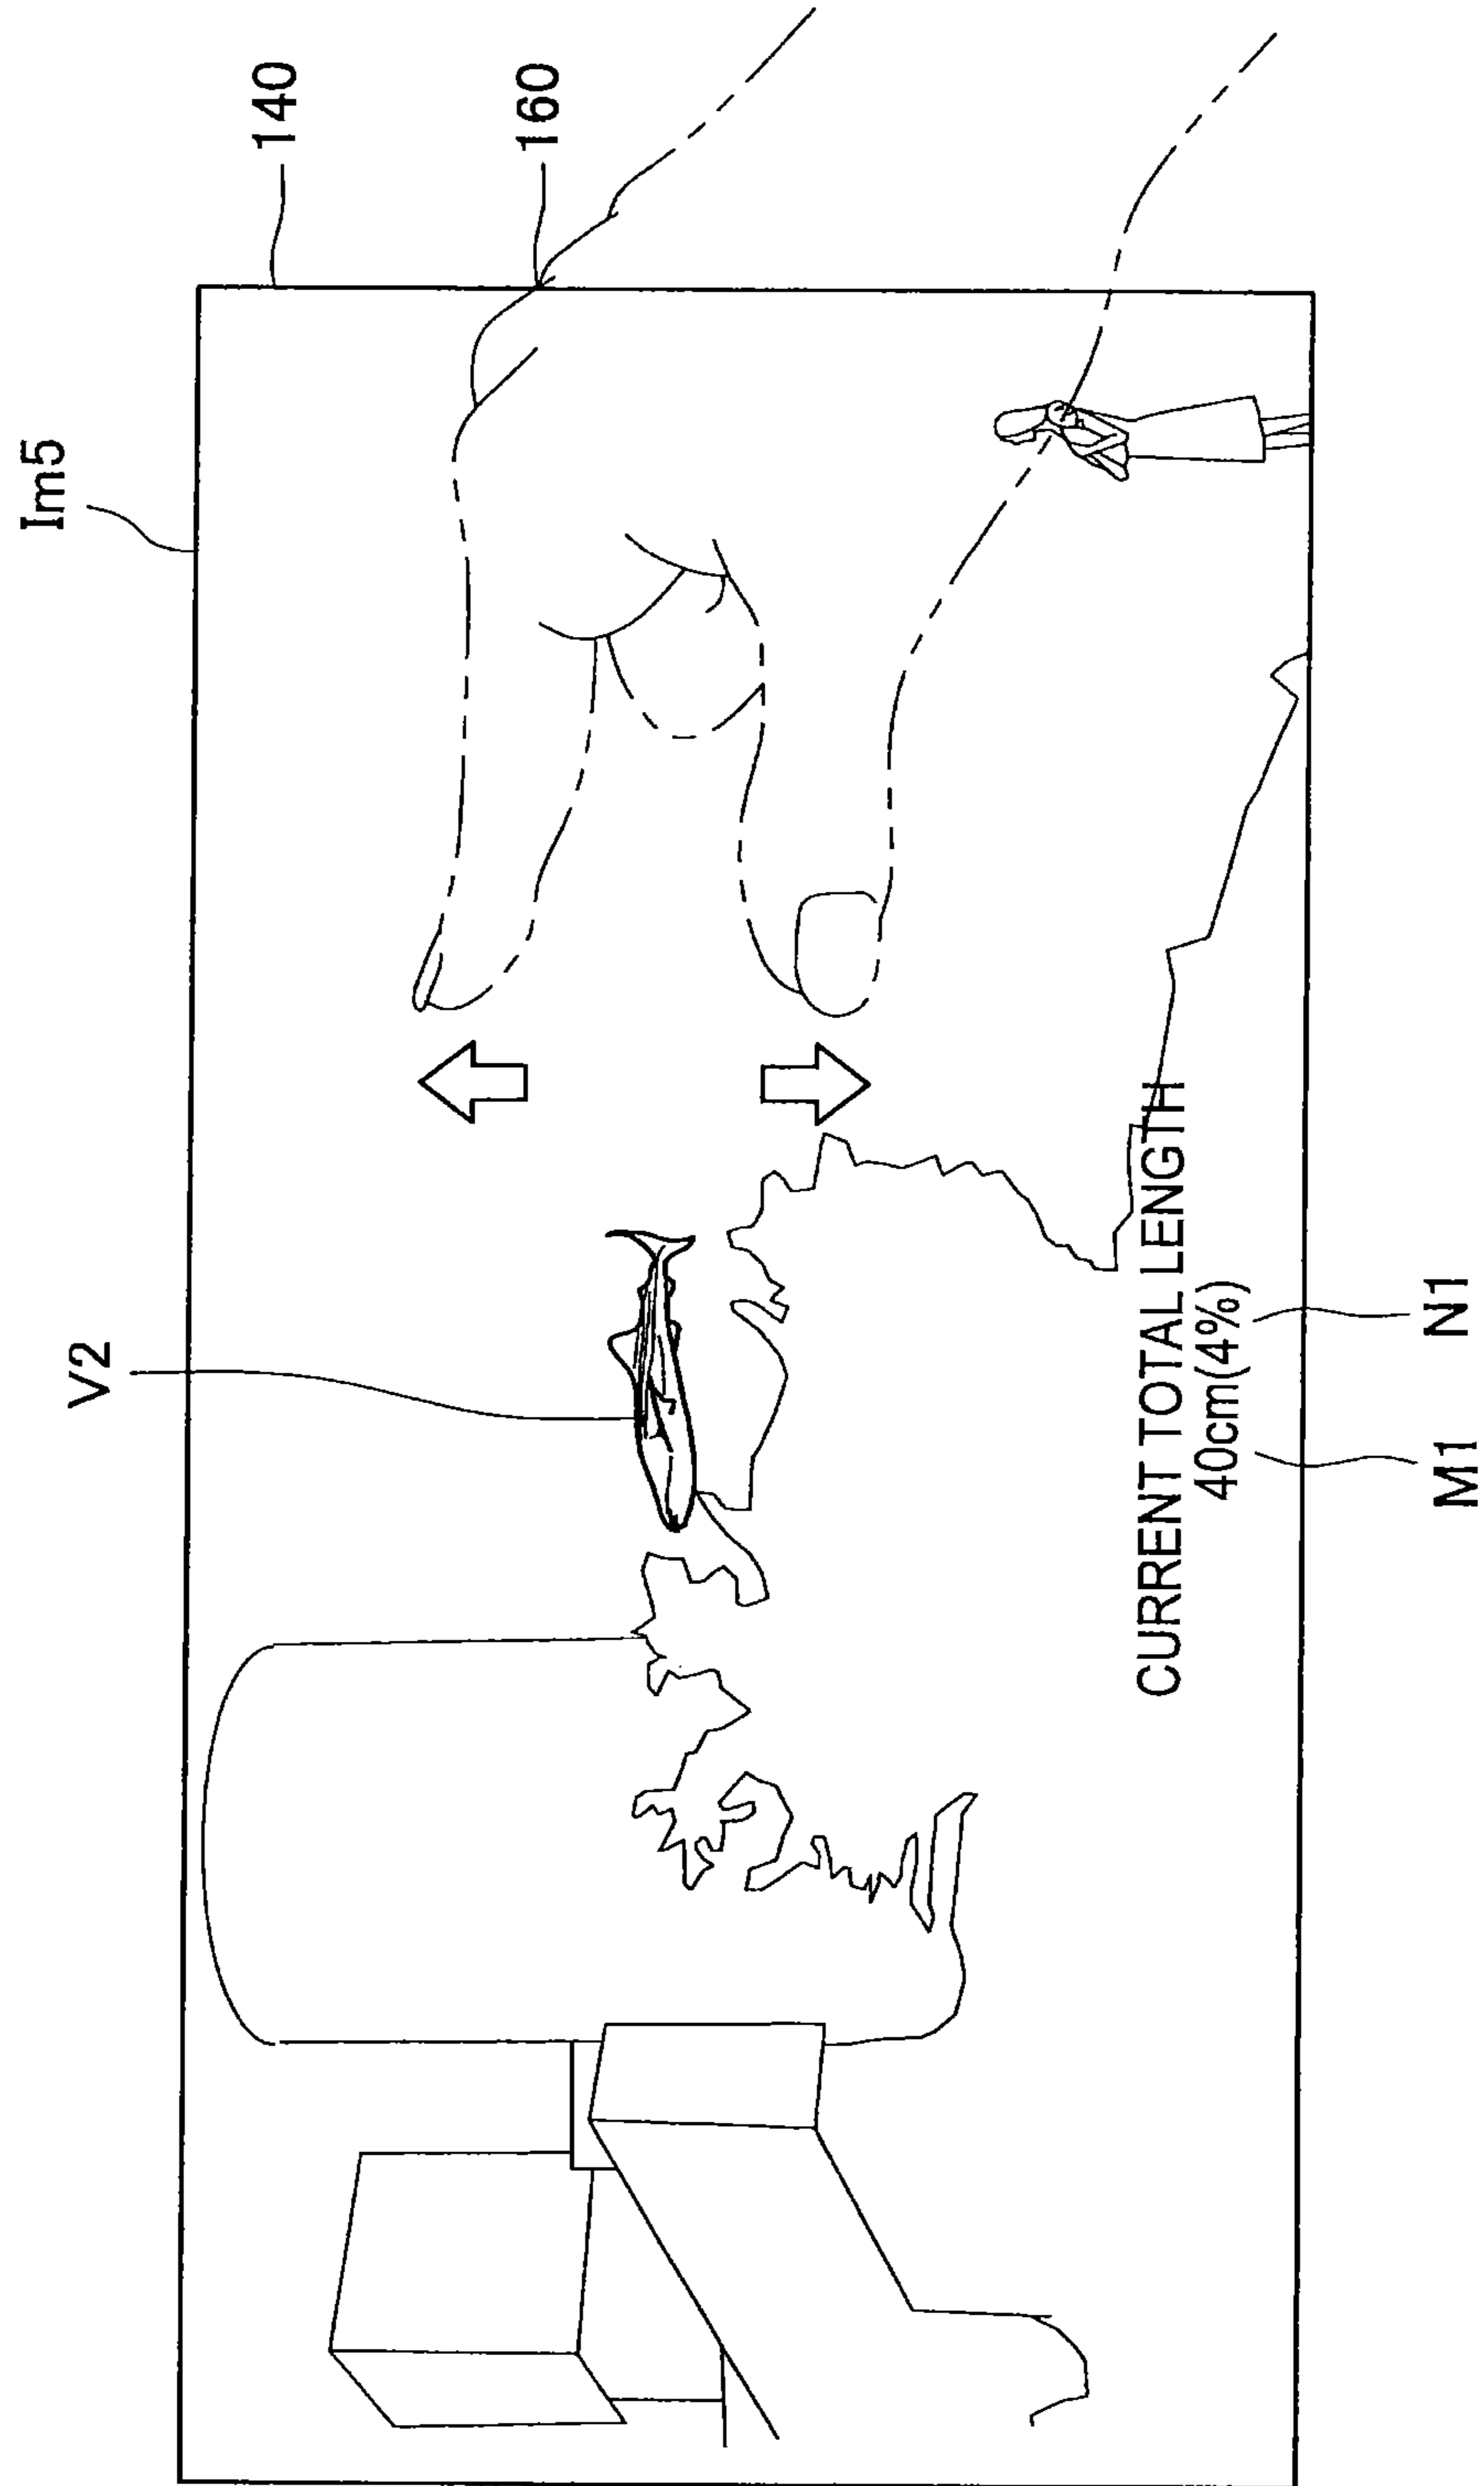 V2
Im5
140
160
CURRENT TOTAL LENGTH
40cm(4%)
M1
N1